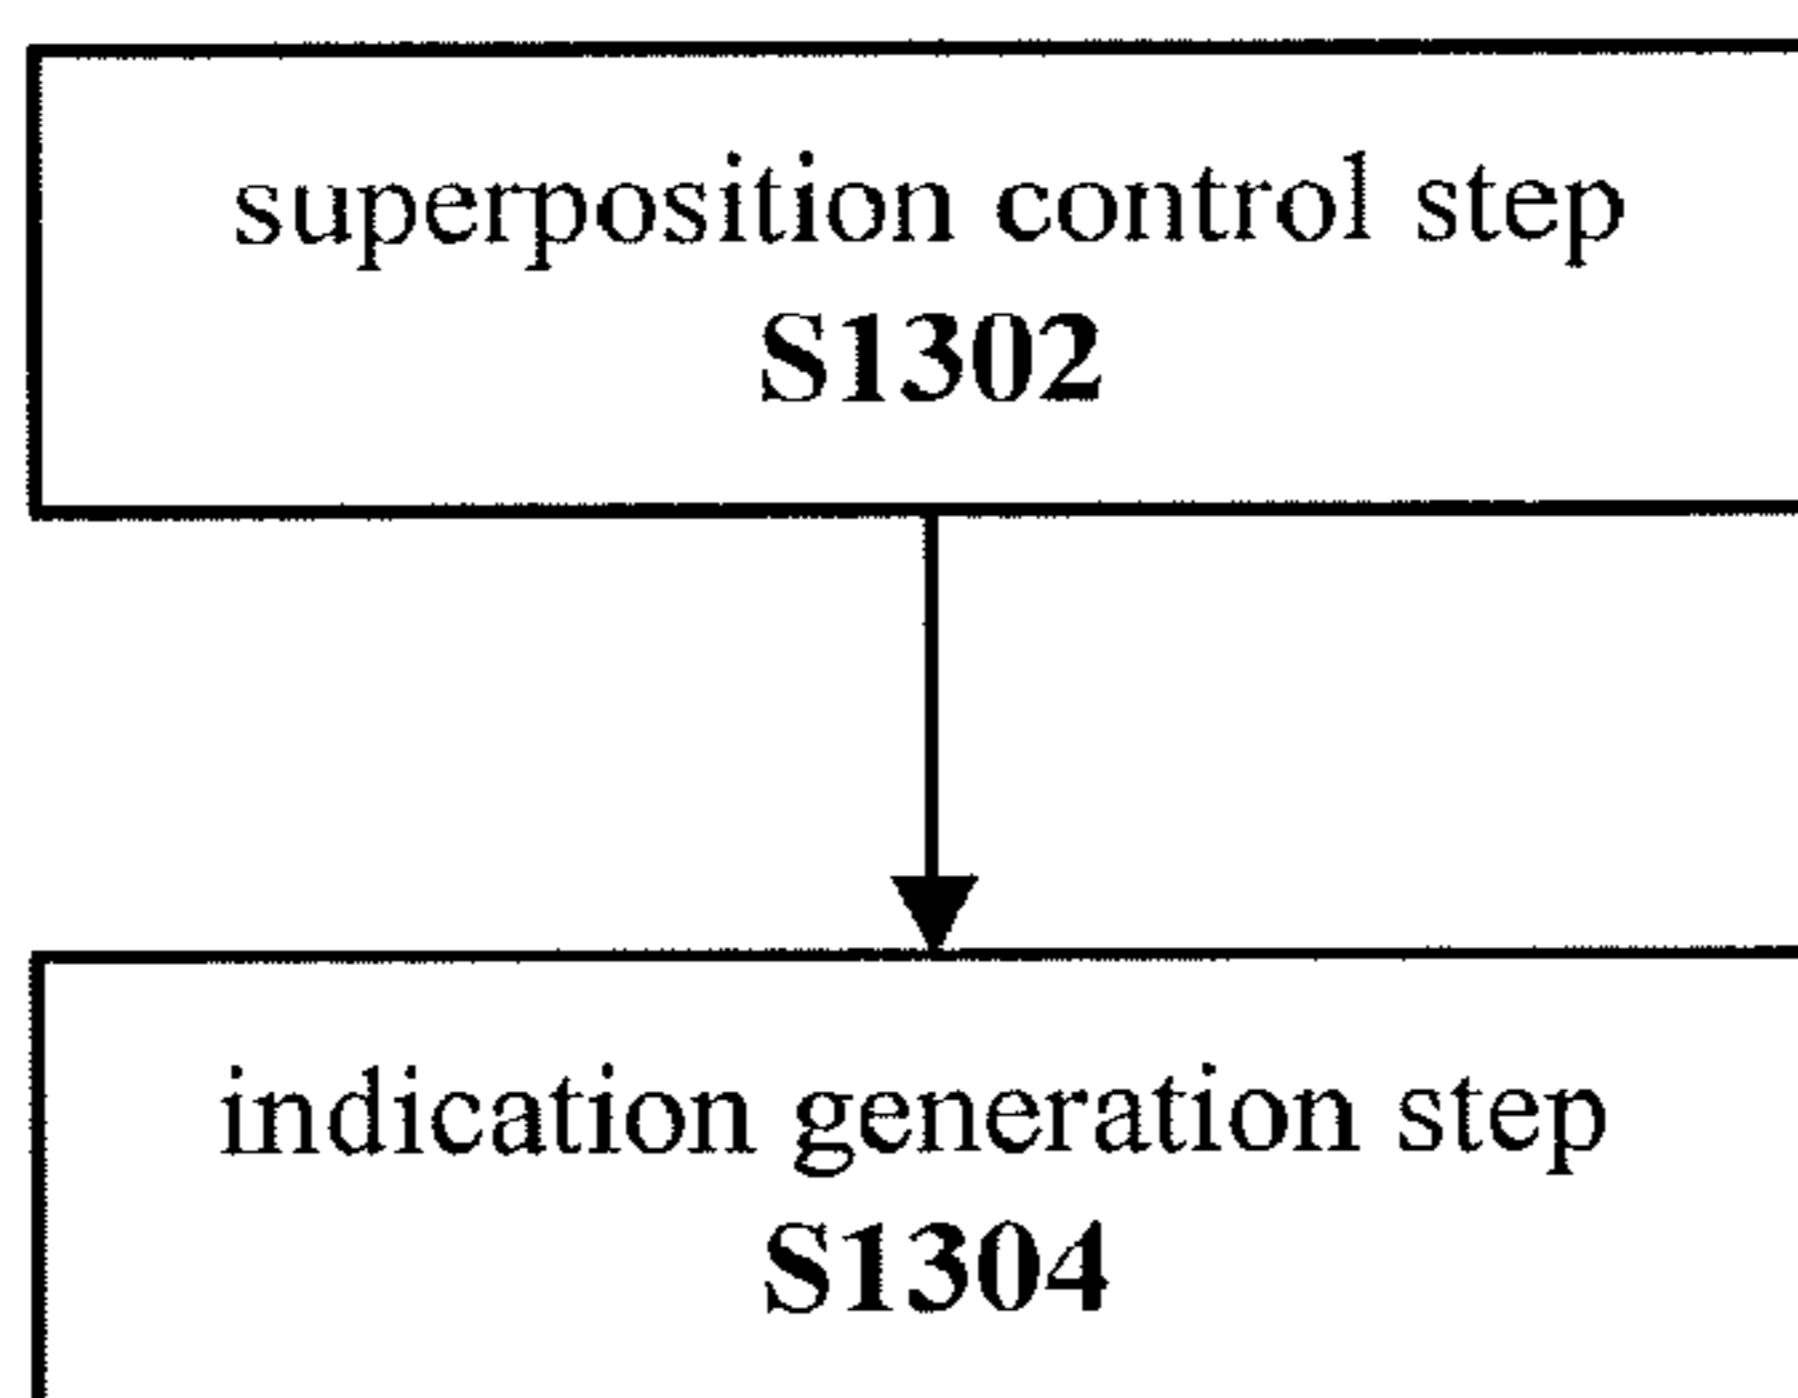 superposition control step
S1302
indication generation step
S1304